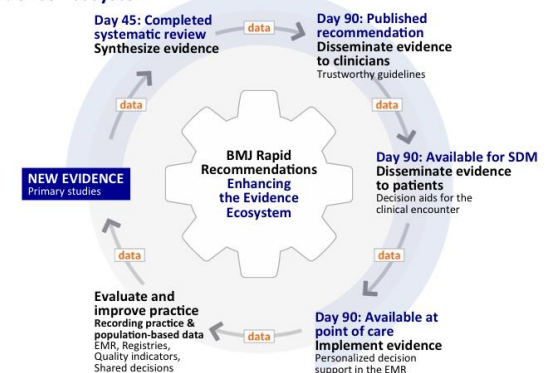 Day 45: Completed
systematic review
Synthesize evidence
data
Day 90: Published
recommendation
Disseminate evidence
to clinicians
Trustworthy guidelines
data
data
BMJ Rapid
Recommendations
Enhancing
the Evidence
Ecosystem
Day 90: Available for SDM
Disseminate evidence
to patients
Decision aids for the
clinical encounter
NEW EVIDENCE
Primary studies
data
data
Evaluate and
improve practice
Recording practice &
population-based data
EMR, Registries,
Quality indicators,
Shared decisions
data
Day 90: Available at
point of care
Implement evidence
Personalized decision
support in the EMR